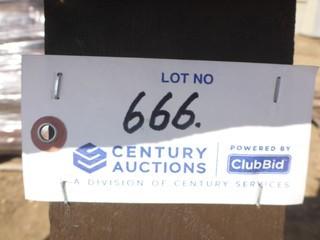 LOT NO
666.
CENTURY AUCTIONS
POWERED BY
ClubBid
A DIVISION OF CENTURY SERVICES